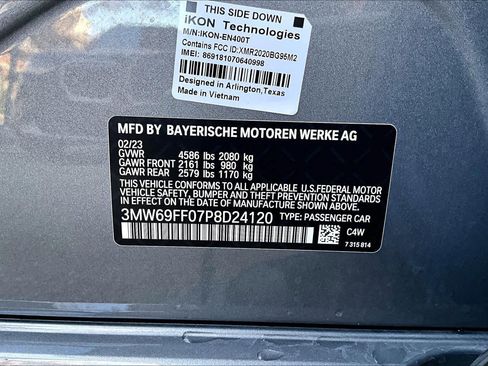 THIS SIDE DOWN
iKON Technologies
M/N:IKON-EN400T
Contains FCC ID:XMR2020BG95M2
IMEI: 869181070640998
Designed in Arlington,Texas
Made in Vietnam
MFD BY BAYERISCHE MOTOREN WERKE AG
02/23
GVWR 4586 lbs 2080 kg
GAWR FRONT 2161 lbs 980 kg
GAWR REAR 2579 lbs 1170 kg
THIS VEHICLE CONFORMS TO ALL APPLICABLE U.S.FEDERAL MOTOR
VEHICLE SAFETY, BUMPER AND THEFT PREVENTION STANDARDS
IN EFFECT ON THE DATE OF MANUFACTURE SHOWN ABOVE.
3MW69FF07P8D24120 TYPE: PASSENGER CAR
C4W
7 315 814